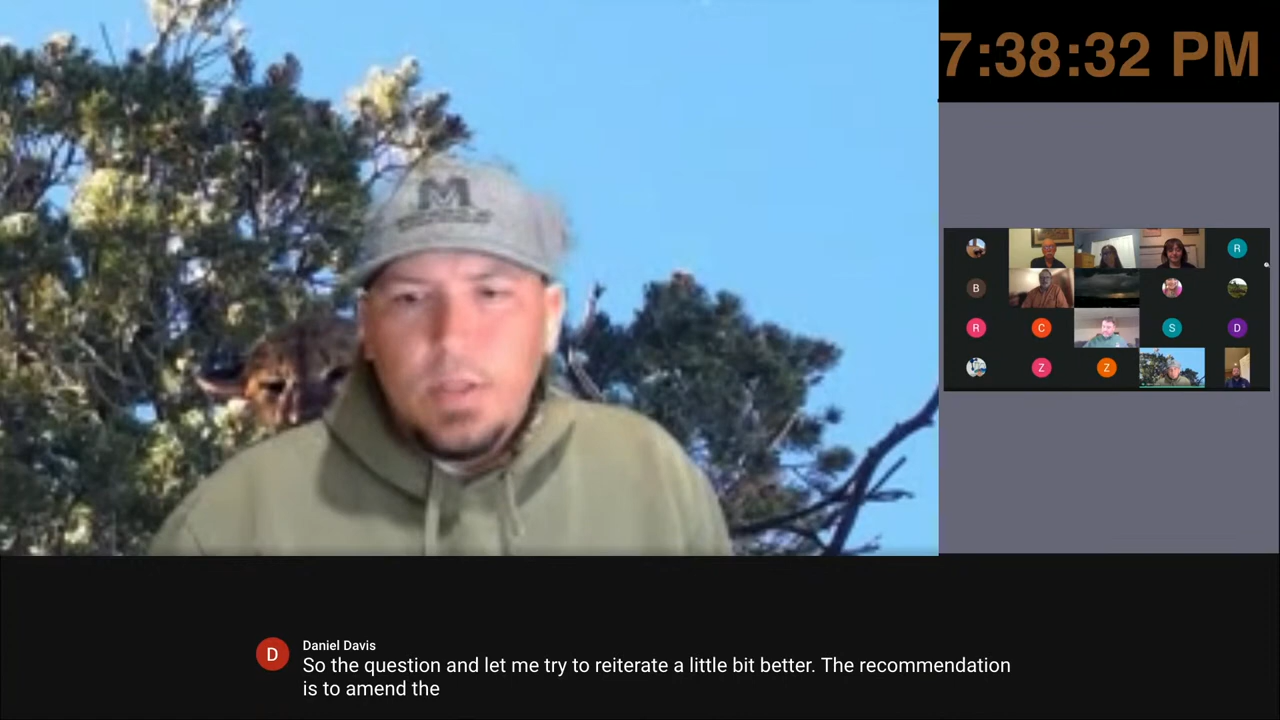 7:38:32 PM
M
R
B
R
C
S
D
Z
Z
D
Daniel Davis
So the question and let me try to reiterate a little bit better. The recommendation
is to amend the